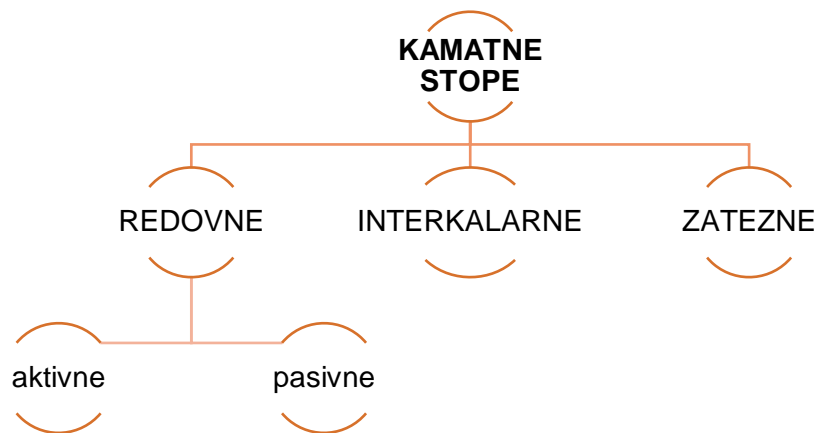 KAMATNE
STOPE
REDOVNE
INTERKALARNE
ZATEZNE
aktivne
pasivne